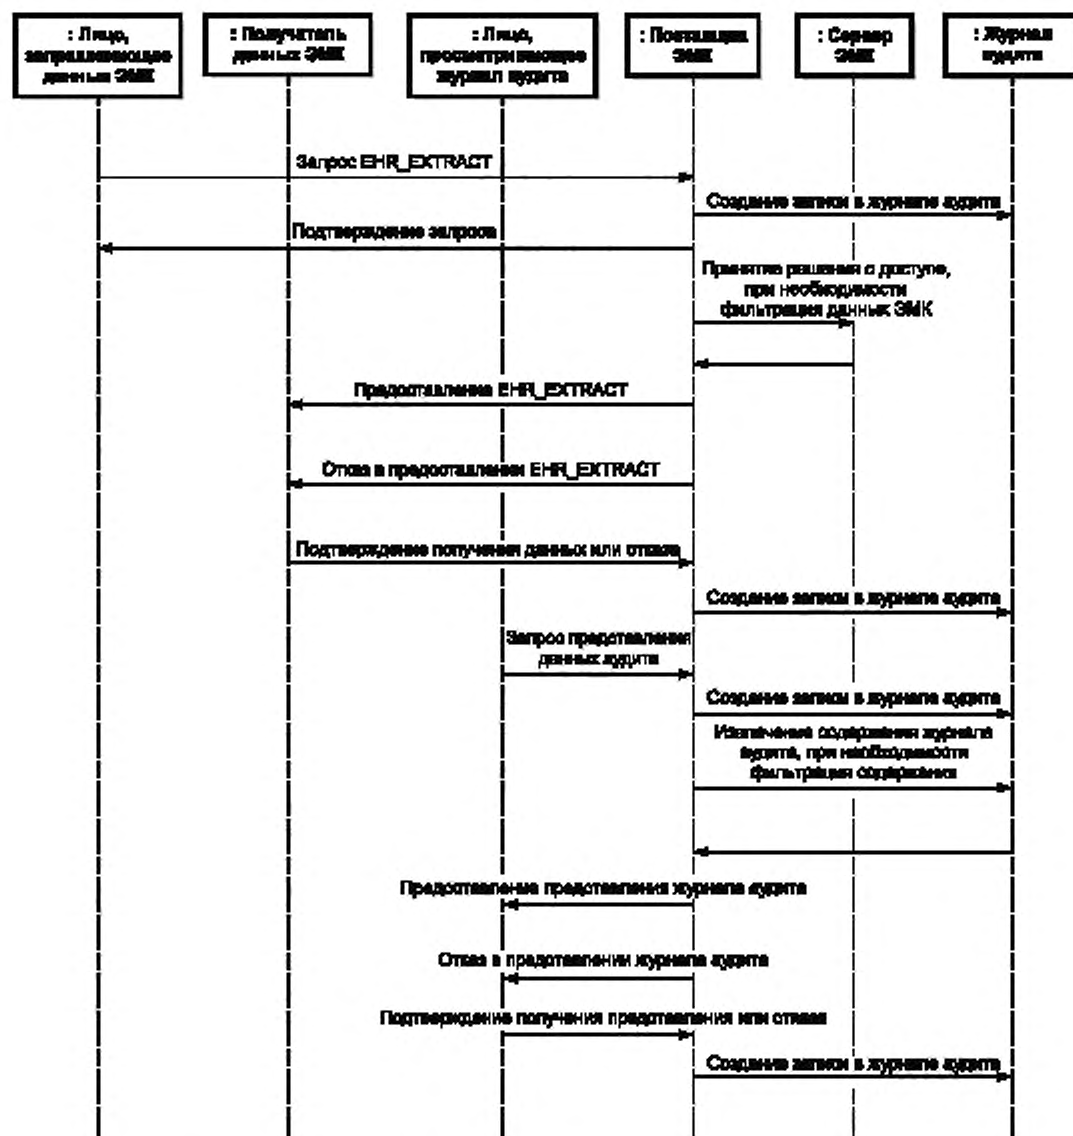 : Лицо,
запрашивающее
данные ЭМК
: Получатель
данных ЭМК
: Лицо,
просматривающее
журнал аудита
: Поставщик
ЭМК
: Сервер
ЭМК
: Журнал
аудита
Запрос EHR_EXTRACT
Создание записи в журнале аудита
Подтверждение запроса
Принятие решения о доступе,
при необходимости
фильтрация данных ЭМК
Предоставление EHR_EXTRACT
Отказ в предоставлении EHR_EXTRACT
Подтверждение получения данных или отказа
Создание записи в журнале аудита
Запрос представления
данных аудита
Создание записи в журнале аудита
Извлечение содержания журнала
аудита, при необходимости
фильтрация содержания
Предоставление представления журнала аудита
Отказ в предоставлении журнала аудита
Подтверждение получения представления или отказа
Создание записи в журнале аудита